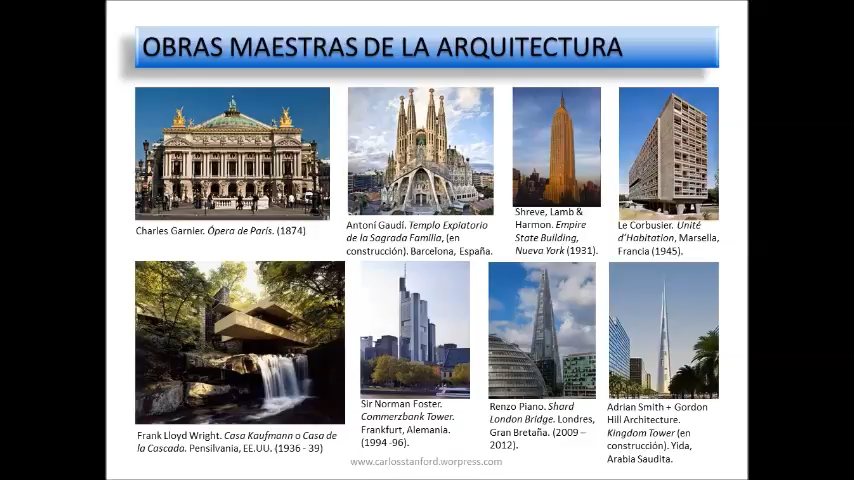 OBRAS MAESTRAS DE LA ARQUITECTURA
Charles Garnier. Ópera de París. (1874)
Antoní Gaudí. Templo Expiatorio
de la Sagrada Familia, (en
construcción). Barcelona, España.
Shreve, Lamb &
Harmon. Empire
State Building,
Nueva York (1931).
Le Corbusier. Unité
d'Habitation, Marsella,
Francia (1945).
Frank Lloyd Wright. Casa Kaufmann o Casa de
la Cascada. Pensilvania, EE.UU. (1936 - 39)
Sir Norman Foster.
Commerzbank Tower.
Frankfurt, Alemania.
(1994 -96).
Renzo Piano. Shard
London Bridge. Londres,
Gran Bretaña. (2009 –
2012).
Adrian Smith + Gordon
Hill Architecture.
Kingdom Tower (en
construcción). Yida,
Arabia Saudita.
www.carlosstanford.worpress.com